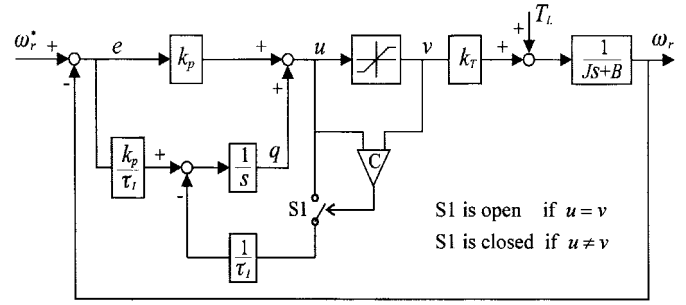 ω_r^* + e k_p + u v k_T + + T_L 1/(Js+B) ω_r
- +
k_p/τ_I + 1/s q C
-
S1
S1 is open if u = v
S1 is closed if u ≠ v
1/τ_I